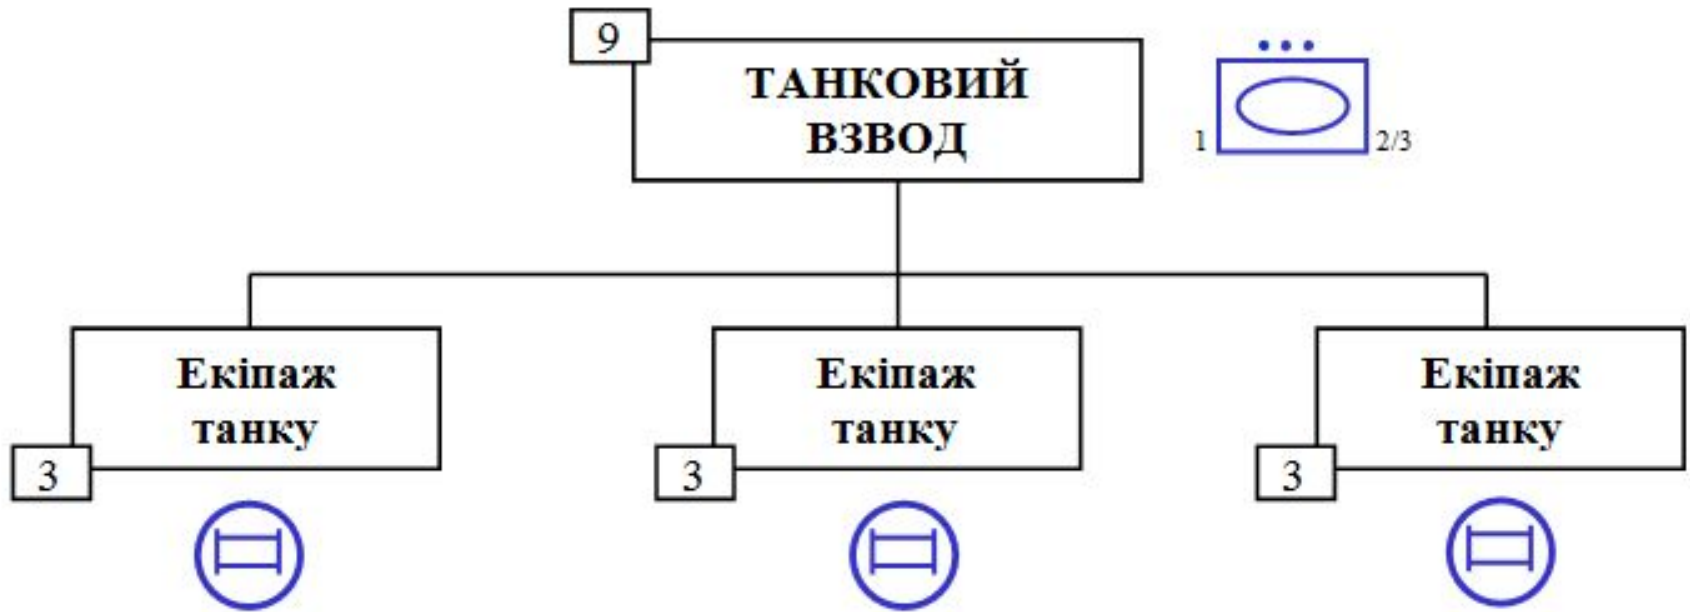 9
ТАНКОВИЙ
ВЗВОД
1
2/3
Екіпаж
танку
3
Екіпаж
танку
3
Екіпаж
танку
3